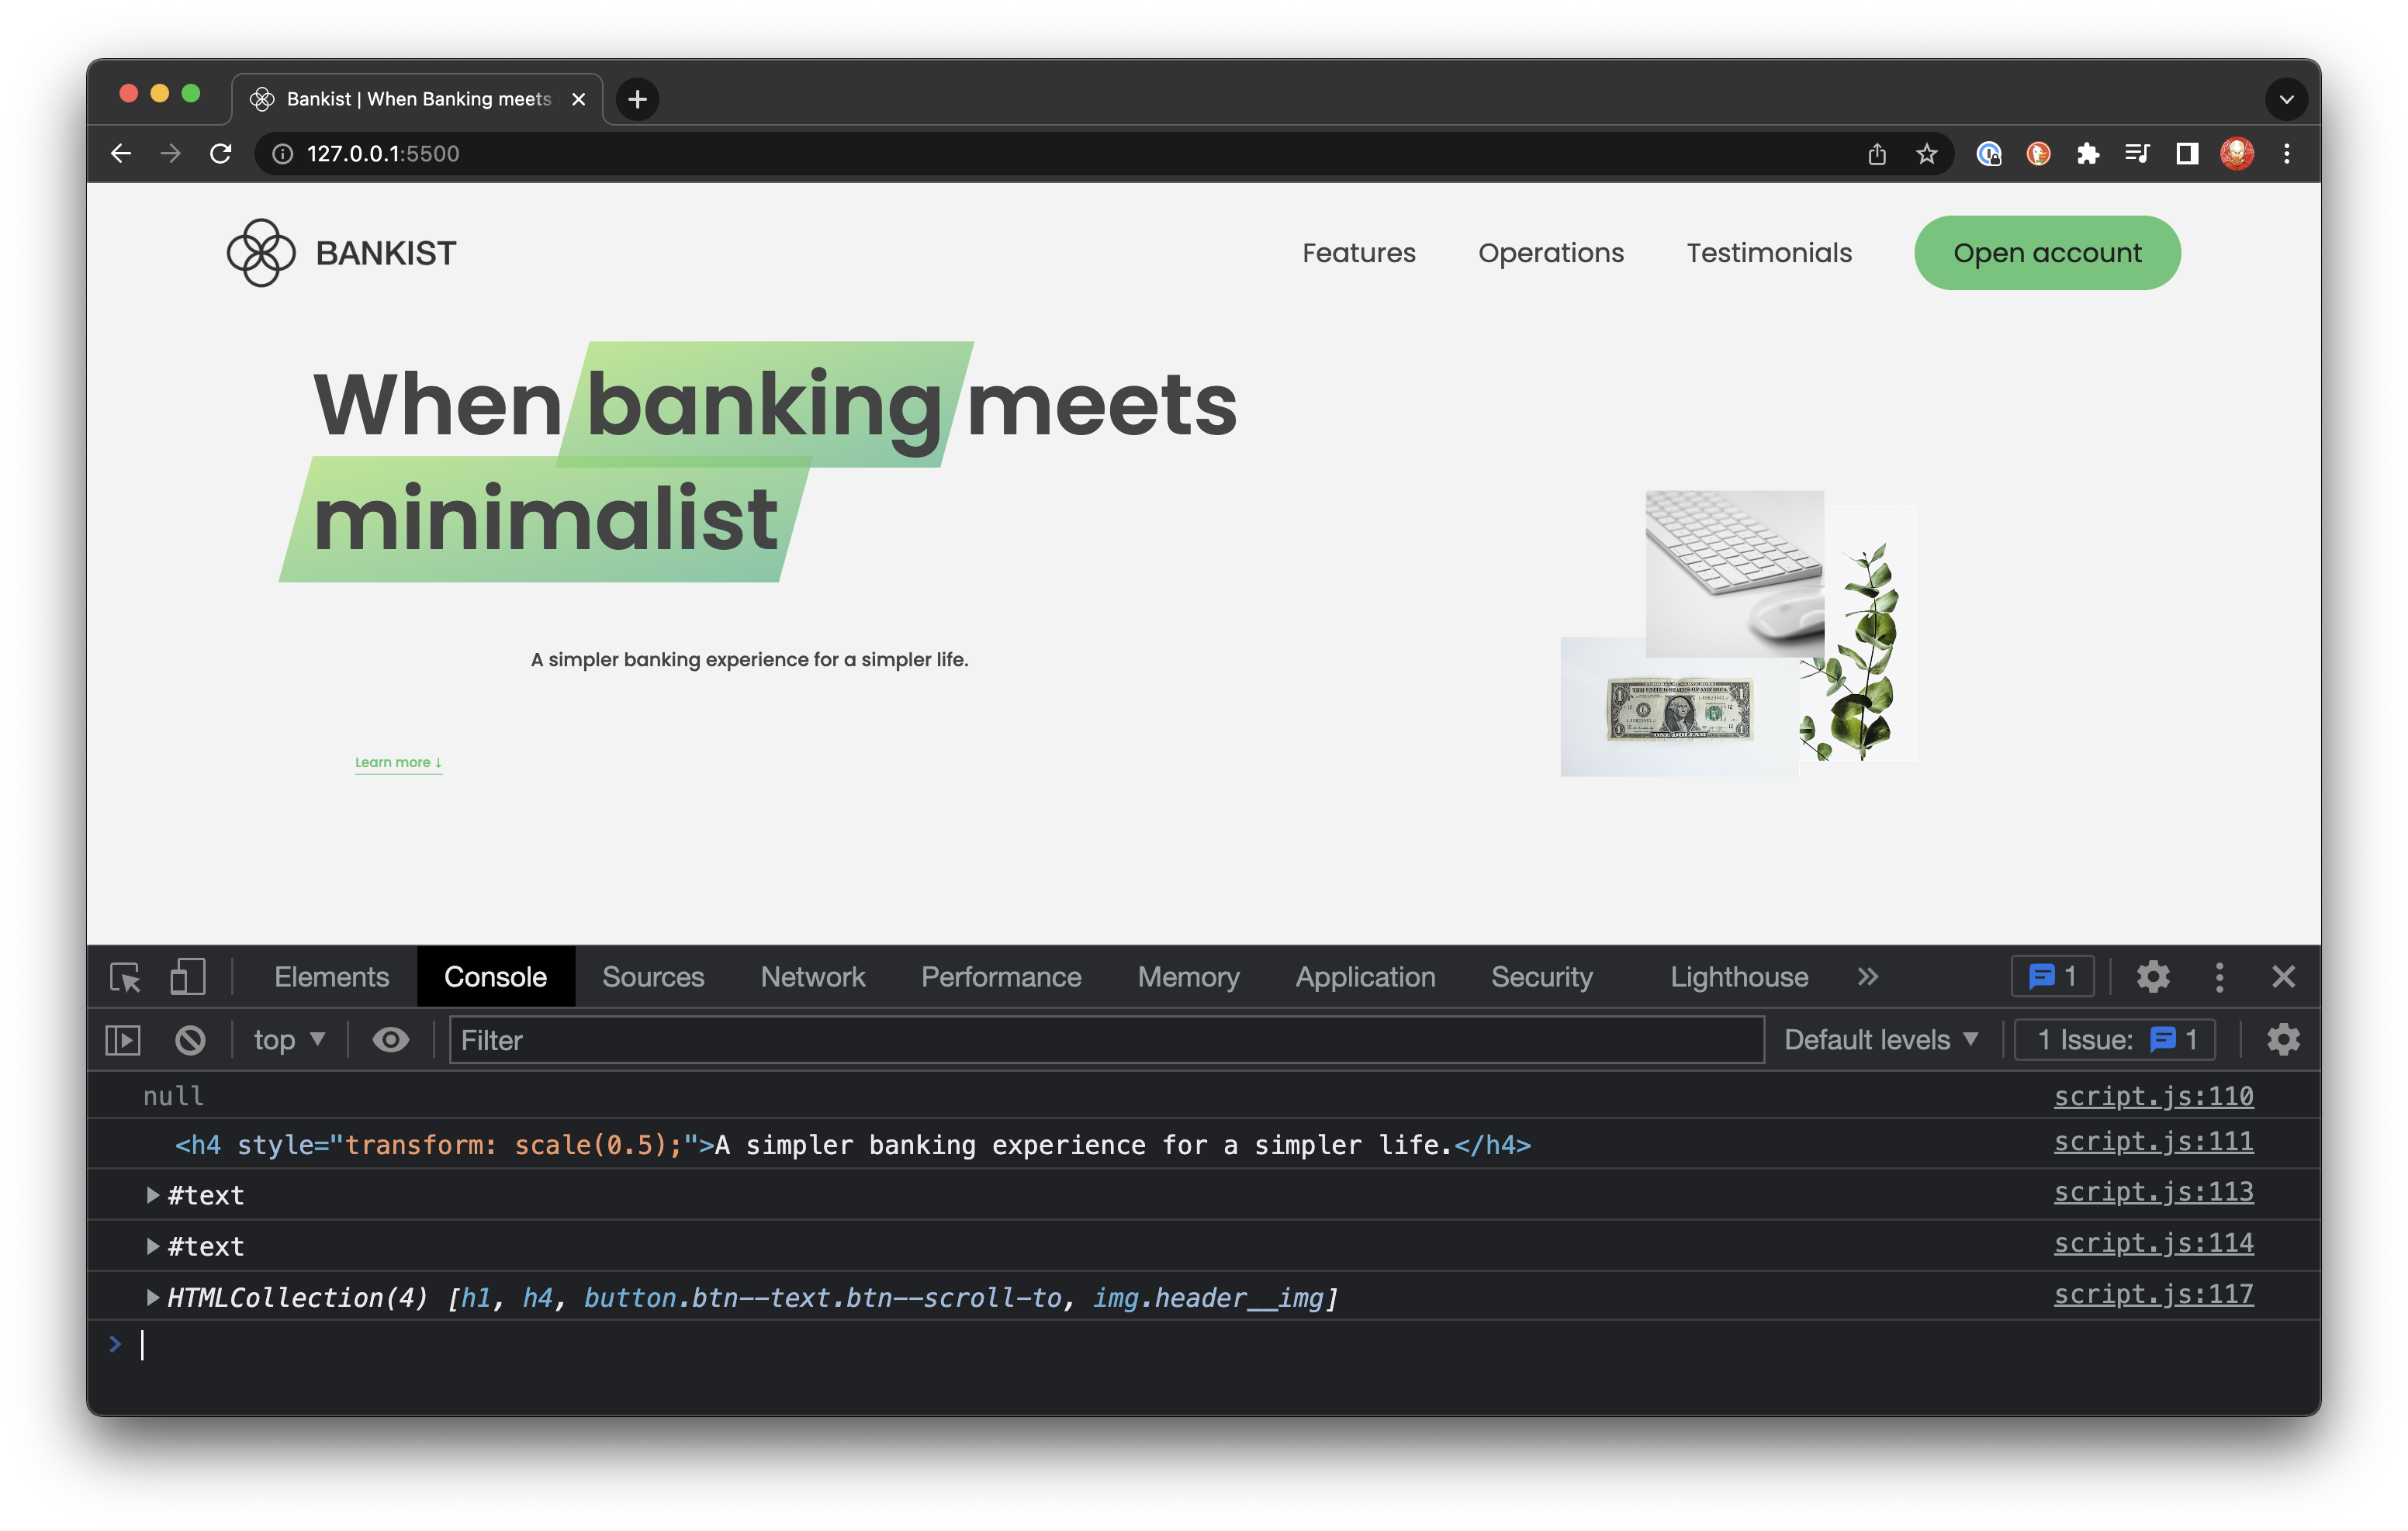 Bankist | When Banking meets
127.0.0.1:5500
BANKIST
Features
Operations
Testimonials
Open account
When banking meets
minimalist
A simpler banking experience for a simpler life.
Learn more ↓
ONE DOLLAR
Elements
Console
Sources
Network
Performance
Memory
Application
Security
Lighthouse
»
1
top ▼
Filter
Default levels ▼
1 Issue: 1
null script.js:110
<h4 style="transform: scale(0.5);">A simpler banking experience for a simpler life.</h4> script.js:111
▶#text script.js:113
▶#text script.js:114
▶HTMLCollection(4) [h1, h4, button.btn--text.btn--scroll-to, img.header__img] script.js:117
>